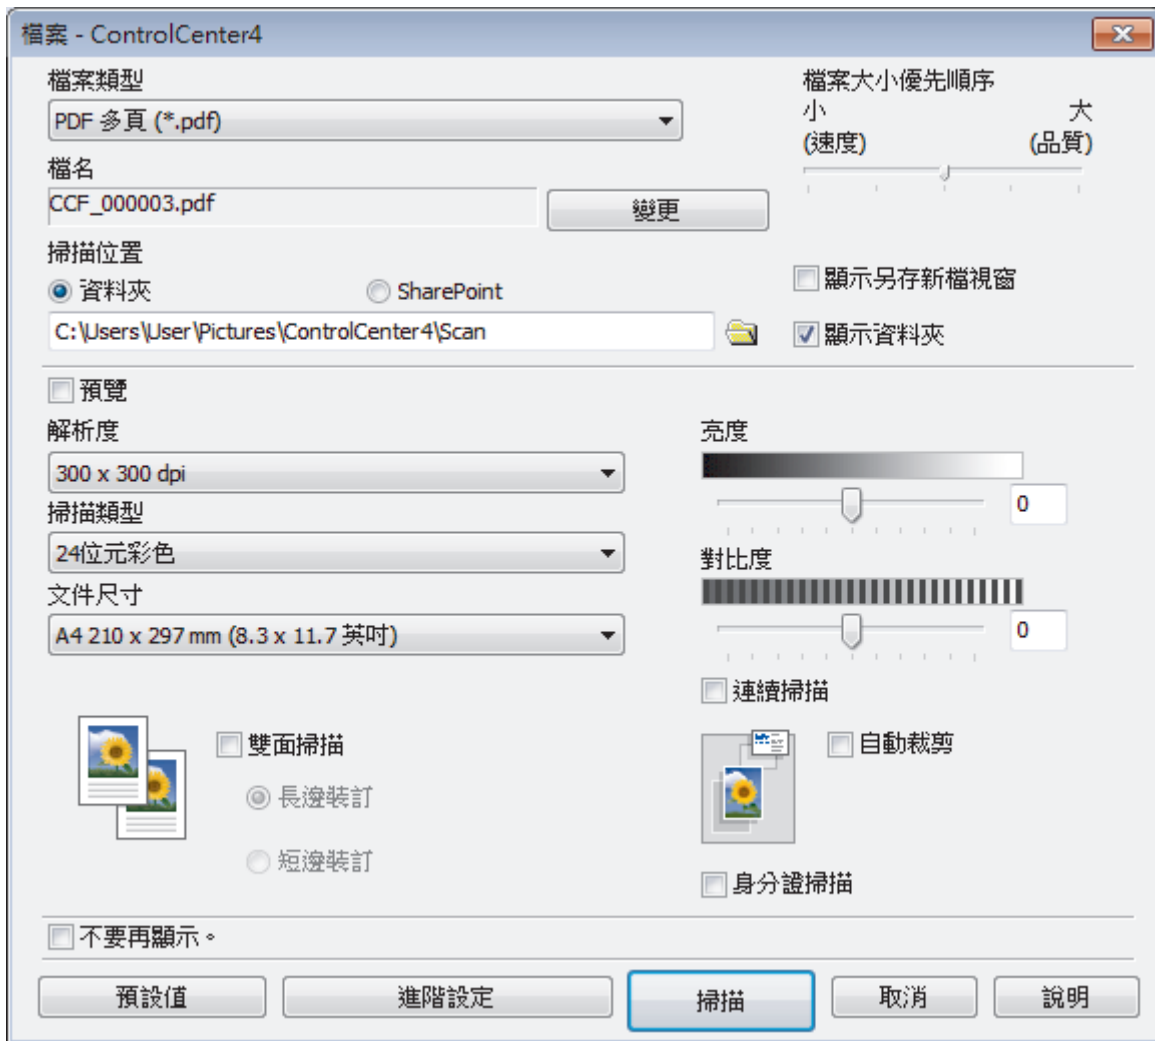 檔案 - ControlCenter4
檔案類型
PDF 多頁 (*.pdf)
檔案大小優先順序
小 大
(速度) (品質)
檔名
CCF_000003.pdf
變更
掃描位置
資料夾 SharePoint
顯示另存新檔視窗
C:\Users\User\Pictures\ControlCenter4\Scan
顯示資料夾
預覽
解析度
300 x 300 dpi
掃描類型
24位元彩色
文件尺寸
A4 210 x 297 mm (8.3 x 11.7 英吋)
亮度
0
對比度
0
連續掃描
雙面掃描
長邊裝訂
短邊裝訂
自動裁剪
身分證掃描
不要再顯示。
預設值 進階設定 掃描 取消 說明